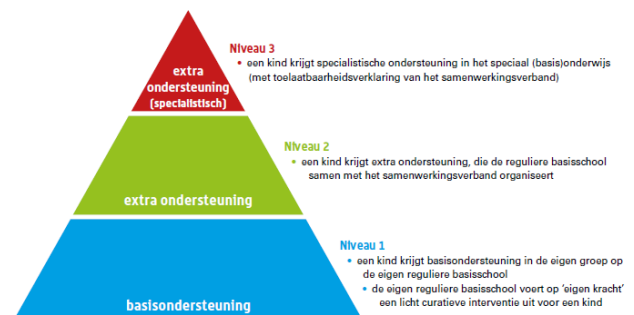 Niveau 3
• een kind krijgt specialistische ondersteuning in het speciaal (basis)onderwijs
(met toelaatbaarheidsverklaring van het samenwerkingsverband)
extra
ondersteuning
(specialistisch)
Niveau 2
• een kind krijgt extra ondersteuning, die de reguliere basisschool
samen met het samenwerkingsverband organiseert
extra ondersteuning
Niveau 1
• een kind krijgt basisondersteuning in de eigen groep op
de eigen reguliere basisschool
• de eigen reguliere basisschool voert op ‘eigen kracht’
een licht curatieve interventie uit voor een kind
basisondersteuning